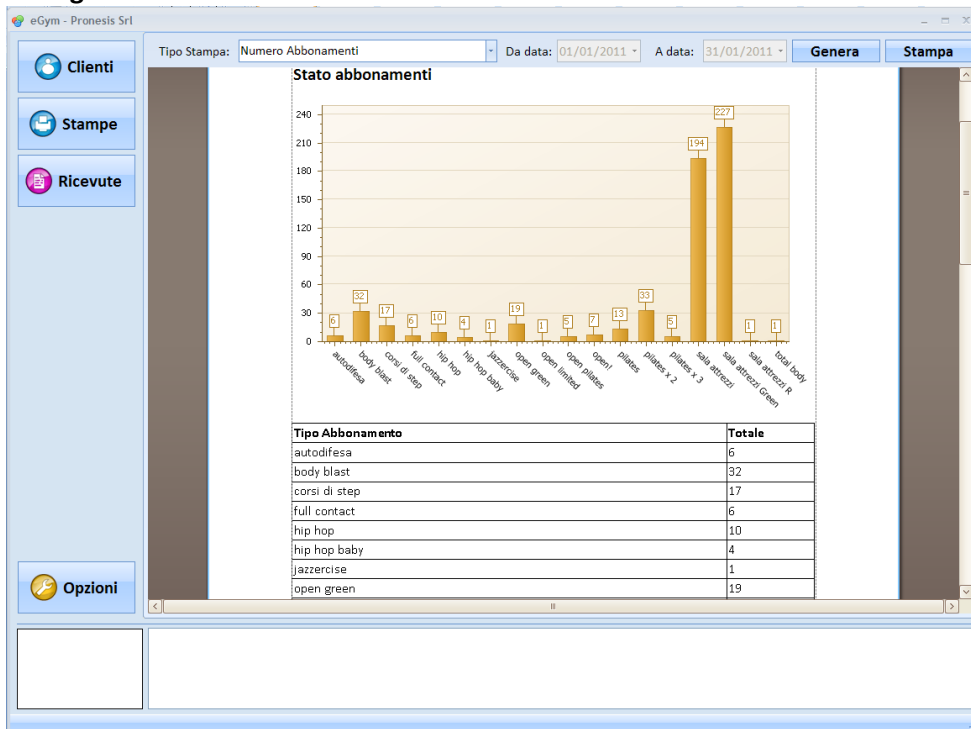 eGym - Pronesis Srl
Clienti
Stampe
Ricevute
Opzioni
Tipo Stampa: Numero Abbonamenti Da data: 01/01/2011 A data: 31/01/2011 Genera Stampa
Stato abbonamenti
240
210
180
150
120
90
60
30
0
6 32 17 6 10 4 1 19 1 5 7 13 33 5 194 227 1 1
autodifesa
body blast
corsi di step
full contact
hip hop
hip hop baby
jazzercise
open green
open limited
open pilates
open!
pilates
pilates x 2
pilates x 3
sala attrezzi
sala attrezzi Green
sala attrezzi R
total body
Tipo Abbonamento Totale
autodifesa 6
body blast 32
corsi di step 17
full contact 6
hip hop 10
hip hop baby 4
jazzercise 1
open green 19